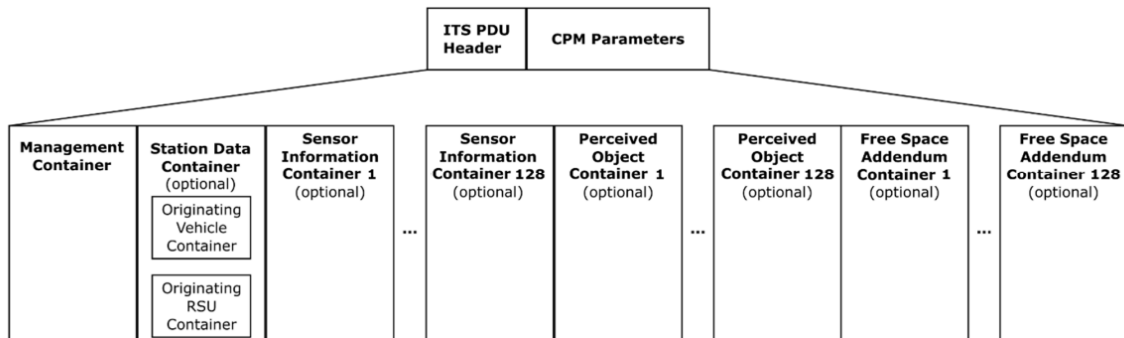 ITS PDU
Header
CPM Parameters
Management
Container
Station Data
Container
(optional)
Originating
Vehicle
Container
Originating
RSU
Container
Sensor
Information
Container 1
(optional)
...
Sensor
Information
Container 128
(optional)
Perceived
Object
Container 1
(optional)
...
Perceived
Object
Container 128
(optional)
Free Space
Addendum
Container 1
(optional)
...
Free Space
Addendum
Container 128
(optional)